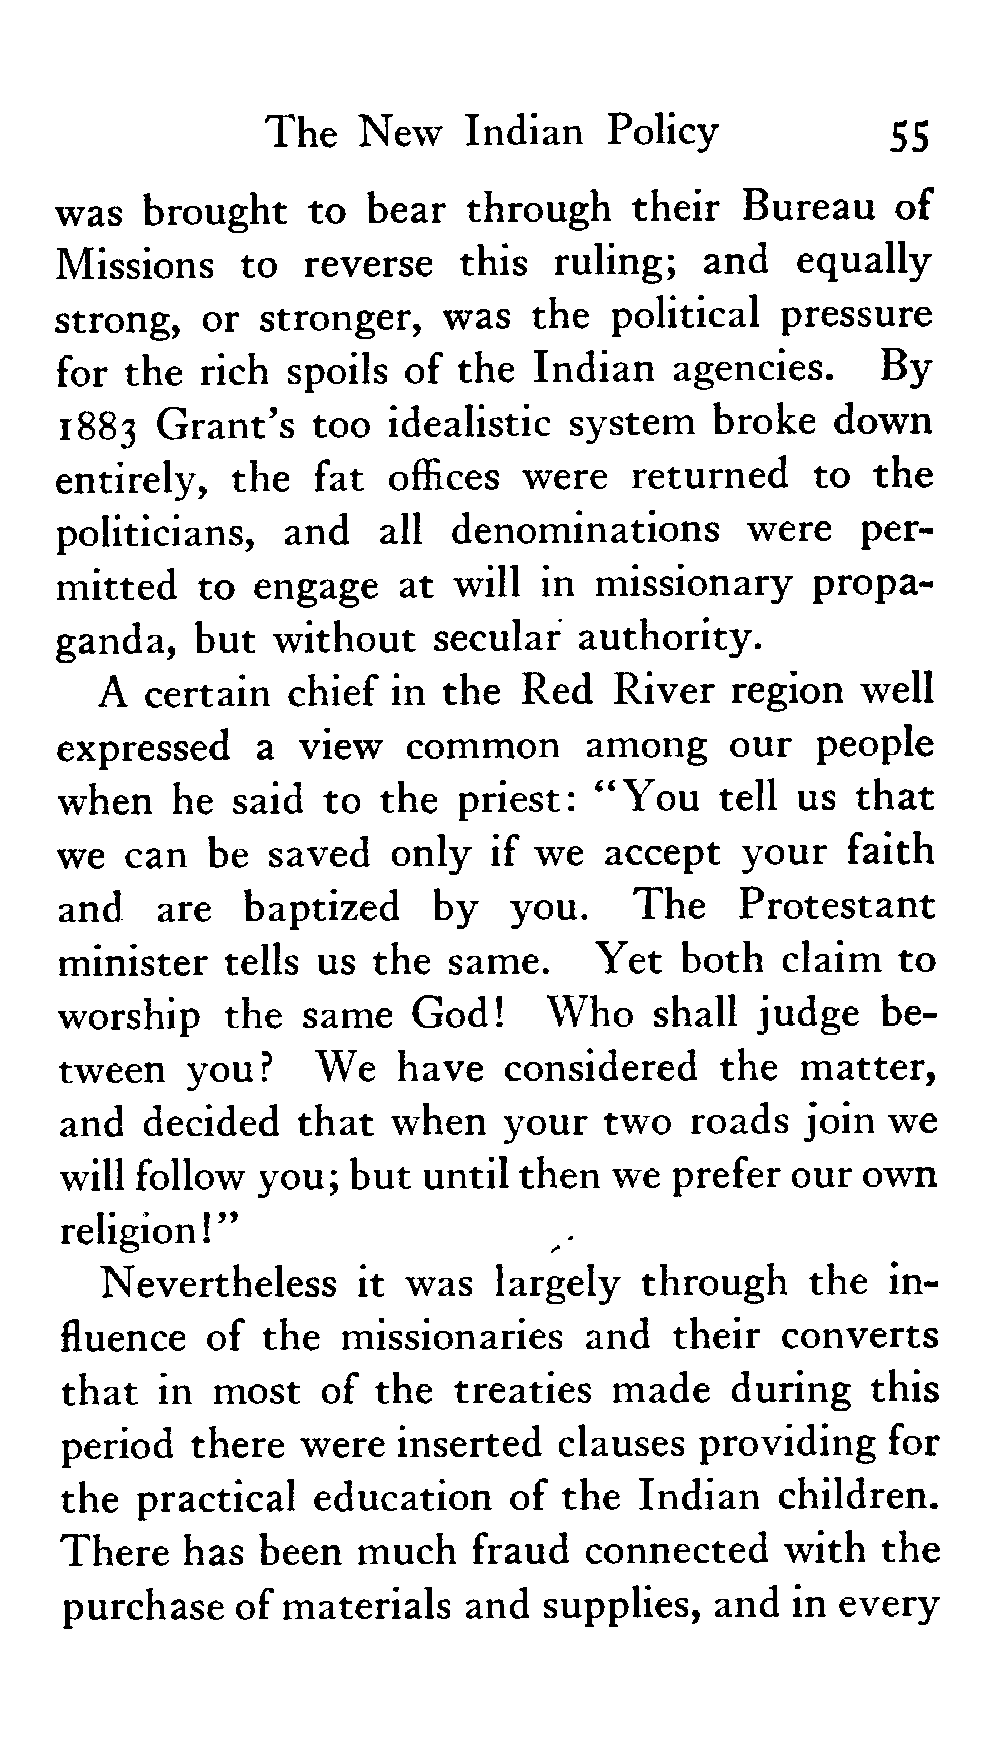 The New Indian Policy 55
was brought to bear through their Bureau of
Missions to reverse this ruling; and equally
strong, or stronger, was the political pressure
for the rich spoils of the Indian agencies. By
1883 Grant's too idealistic system broke down
entirely, the fat offices were returned to the
politicians, and all denominations were per-
mitted to engage at will in missionary propa-
ganda, but without secular authority.
A certain chief in the Red River region well
expressed a view common among our people
when he said to the priest: "You tell us that
we can be saved only if we accept your faith
and are baptized by you. The Protestant
minister tells us the same. Yet both claim to
worship the same God! Who shall judge be-
tween you? We have considered the matter,
and decided that when your two roads join we
will follow you; but until then we prefer our own
religion!"
Nevertheless it was largely through the in-
fluence of the missionaries and their converts
that in most of the treaties made during this
period there were inserted clauses providing for
the practical education of the Indian children.
There has been much fraud connected with the
purchase of materials and supplies, and in every